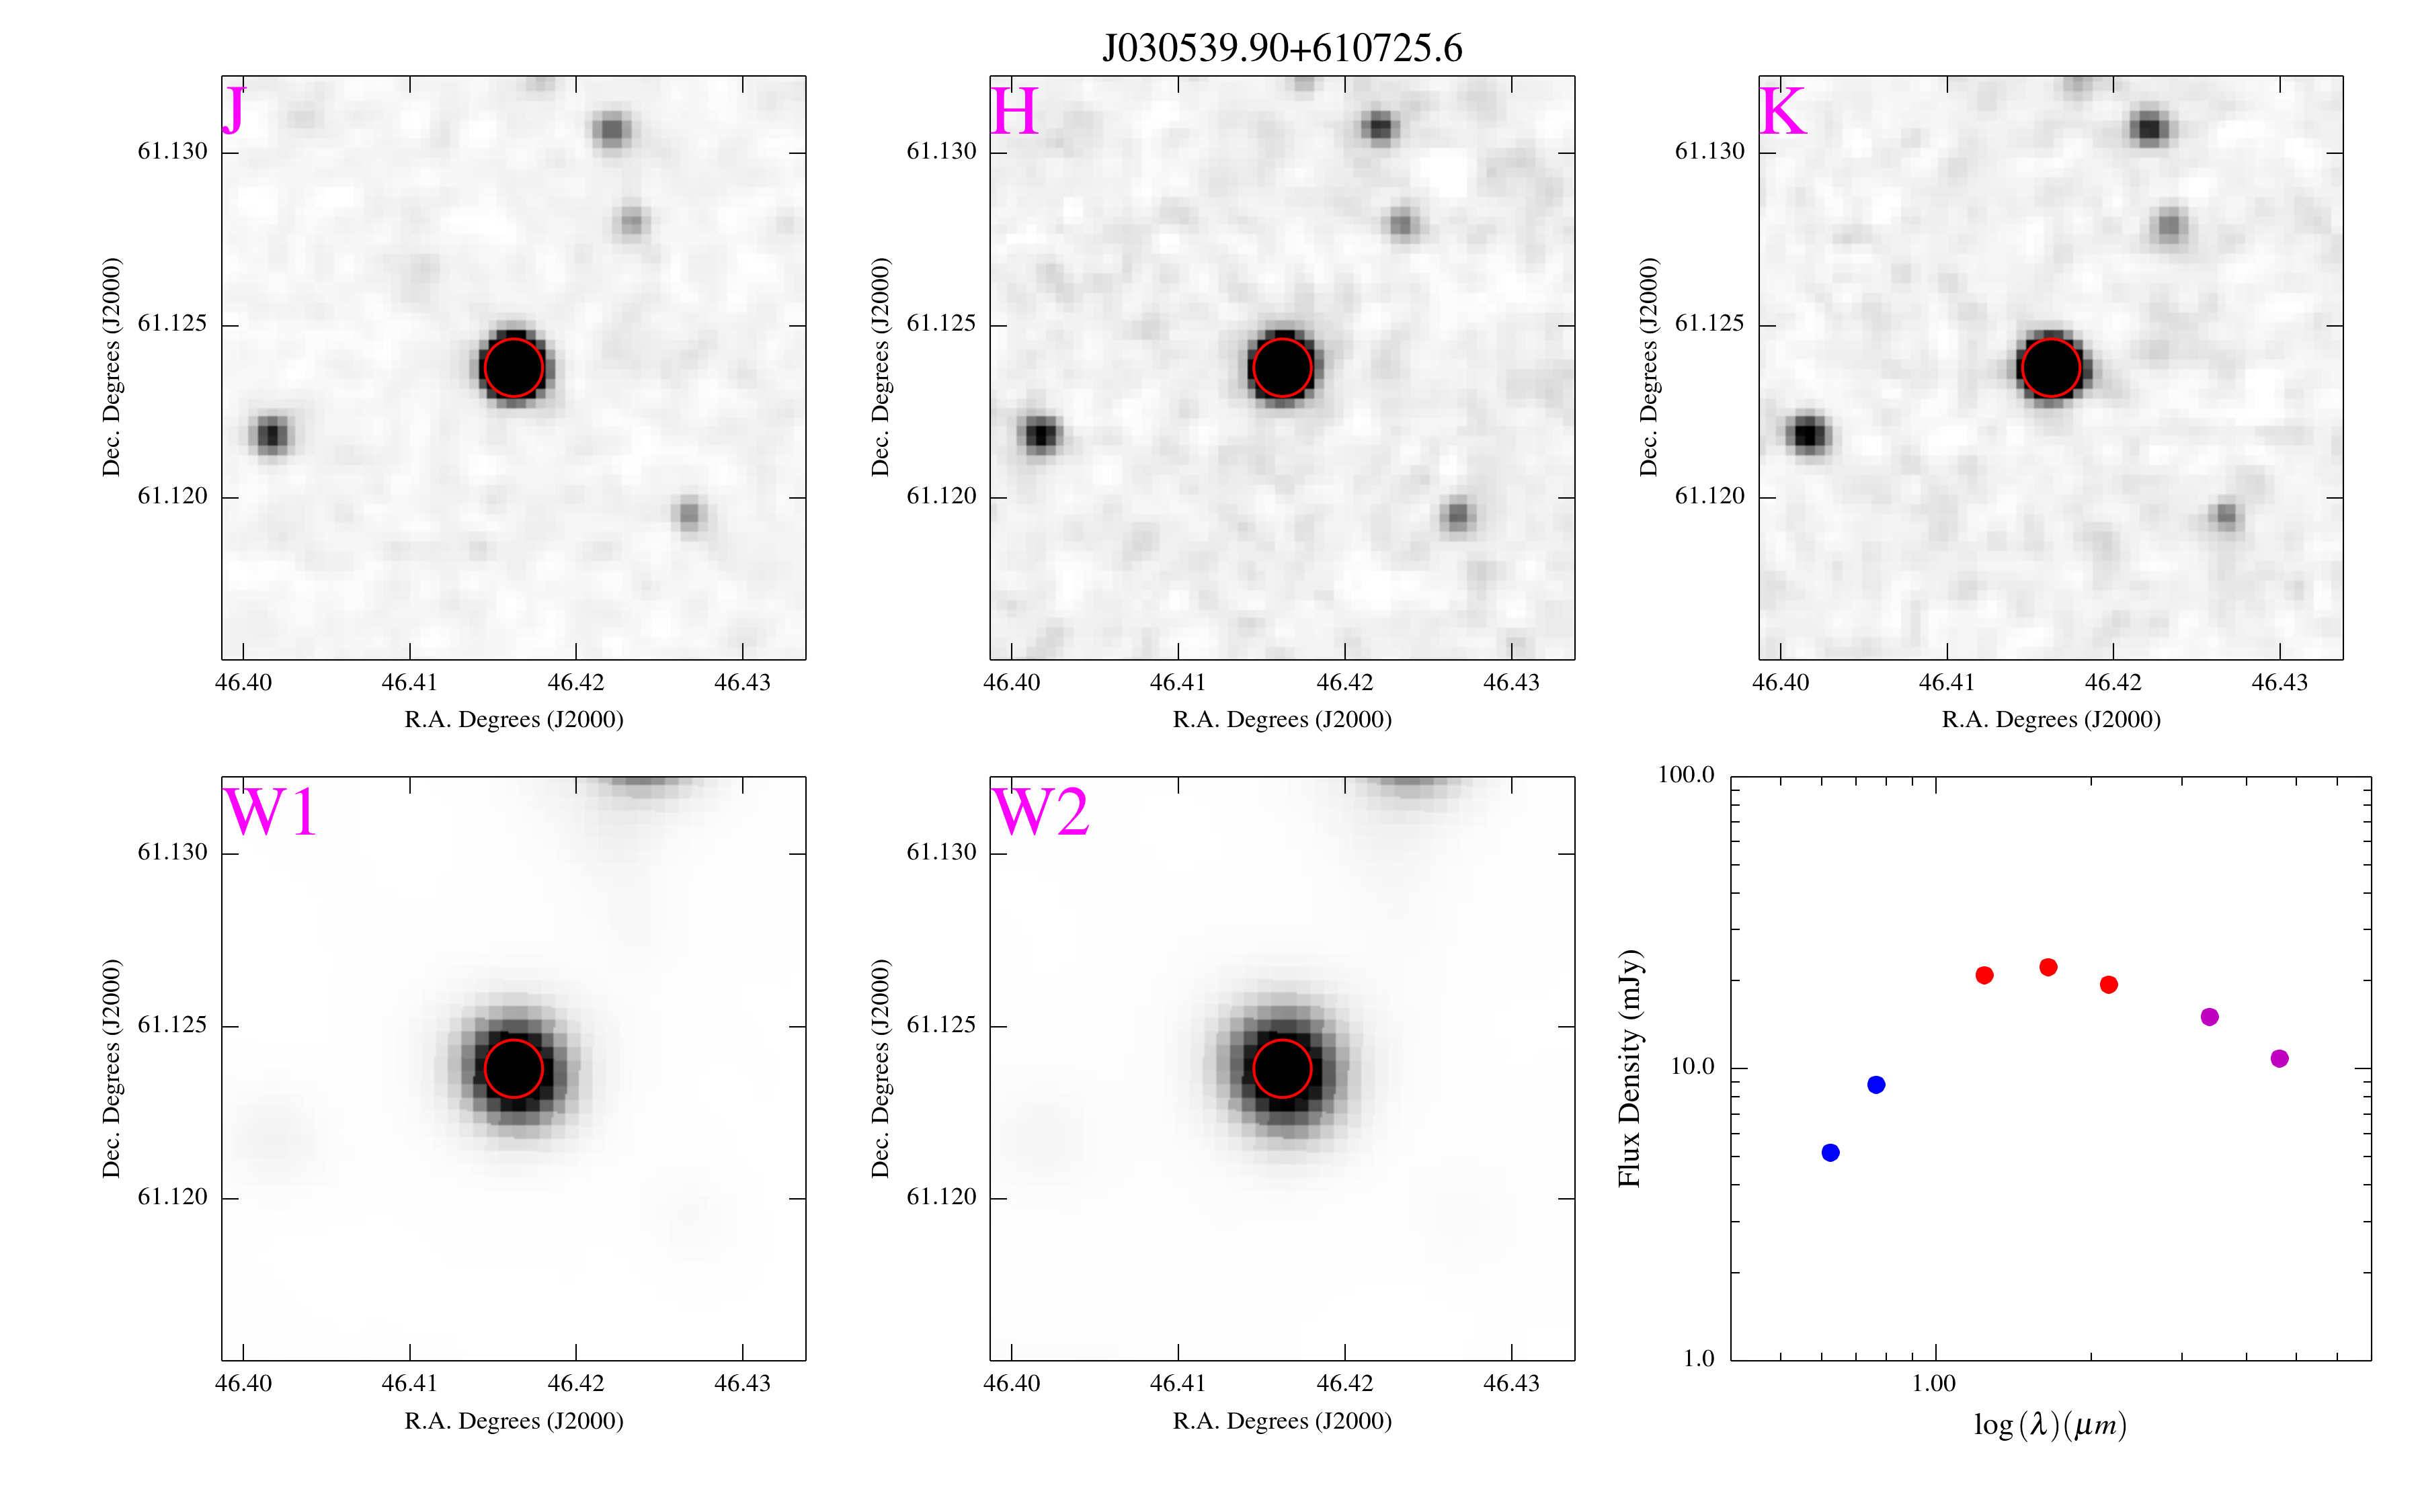 J030539.90+610725.6
J
61.130
61.125
61.120
Dec. Degrees (J2000)
46.40 46.41 46.42 46.43
R.A. Degrees (J2000)
H
61.130
61.125
61.120
Dec. Degrees (J2000)
46.40 46.41 46.42 46.43
R.A. Degrees (J2000)
K
61.130
61.125
61.120
Dec. Degrees (J2000)
46.40 46.41 46.42 46.43
R.A. Degrees (J2000)
W1
61.130
61.125
61.120
Dec. Degrees (J2000)
46.40 46.41 46.42 46.43
R.A. Degrees (J2000)
W2
61.130
61.125
61.120
Dec. Degrees (J2000)
46.40 46.41 46.42 46.43
R.A. Degrees (J2000)
100.0
10.0
1.0
Flux Density (mJy)
1.00
log(λ)(μm)